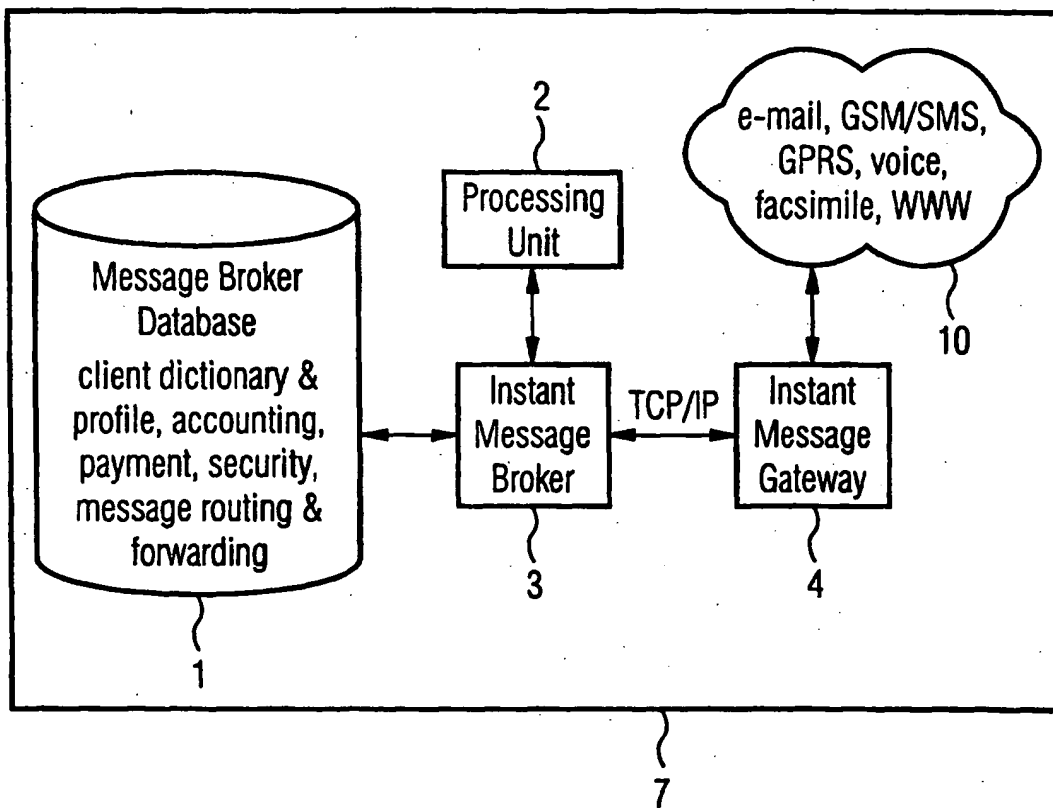 2
Processing
Unit
e-mail, GSM/SMS,
GPRS, voice,
facsimile, WWW
10
Message Broker
Database
client dictionary &
profile, accounting,
payment, security,
message routing &
forwarding
1
Instant
Message
Broker
3
TCP/IP
Instant
Message
Gateway
4
7